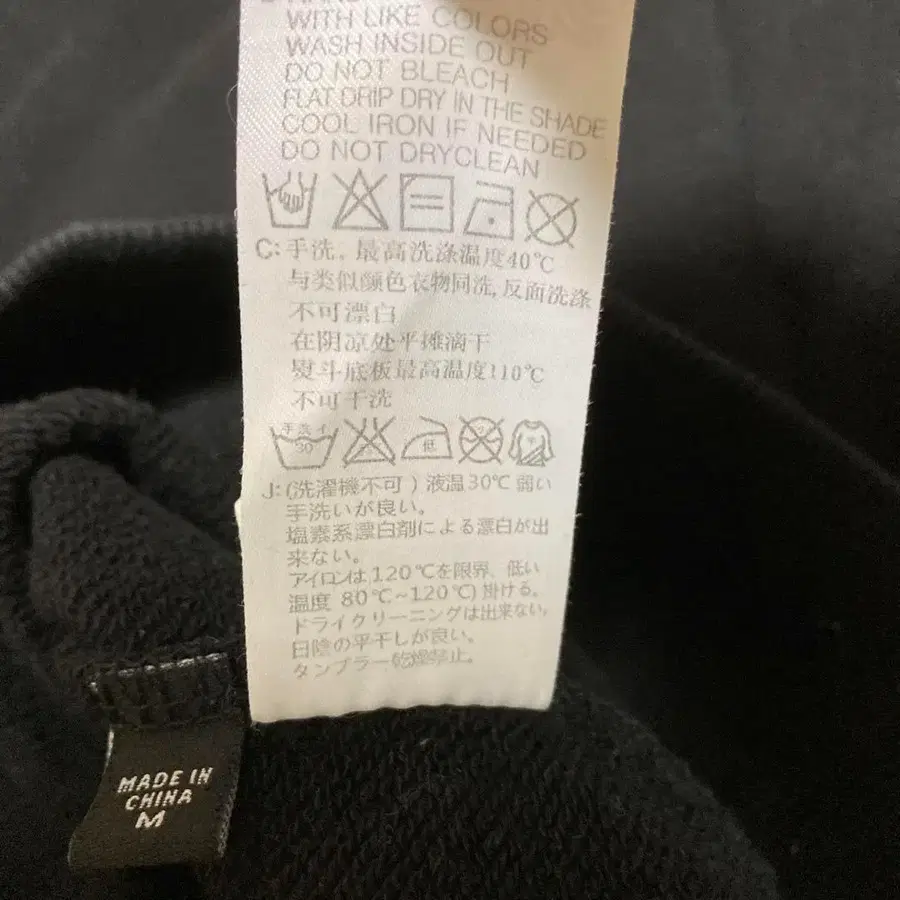 WITH LIKE COLORS
WASH INSIDE OUT
DO NOT BLEACH
FLAT DRIP DRY IN THE SHADE
COOL IRON IF NEEDED
DO NOT DRYCLEAN
C: 手洗。最高洗涤温度40℃
与类似颜色衣物同洗,反面洗涤
不可漂白
在阴凉处平摊滴干
熨斗底板最高温度110℃
不可干洗
手洗イ
30
低
J: (洗濯機不可) 液温30℃ 弱い
手洗いが良い。
塩素系漂白剤による漂白が出
来ない。
アイロンは120℃を限界、低い
温度 80℃~120℃) 掛ける。
ドライクリーニングは出来ない。
日陰の平干しが良い。
タンブラー乾燥禁止。
MADE IN
CHINA
M